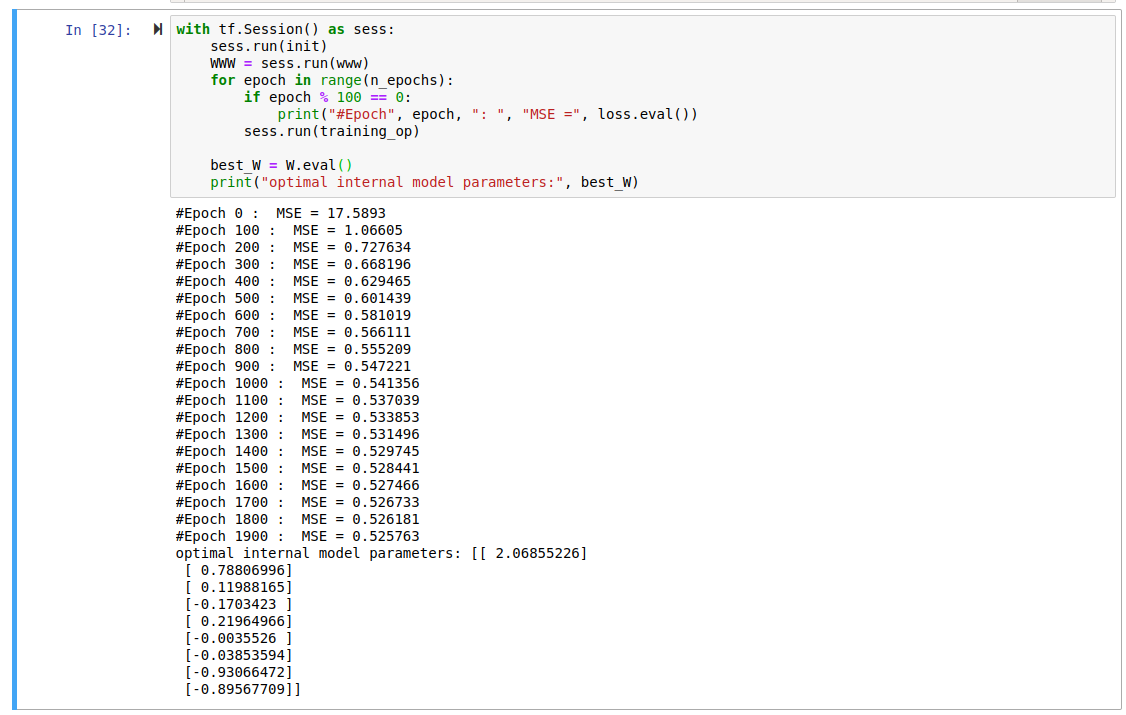 In [32]:
with tf.Session() as sess:
    sess.run(init)
    WWW = sess.run(www)
    for epoch in range(n_epochs):
        if epoch % 100 == 0:
            print("#Epoch", epoch, ": ", "MSE =", loss.eval())
        sess.run(training_op)

    best_W = W.eval()
    print("optimal internal model parameters:", best_W)
#Epoch 0 :  MSE = 17.5893
#Epoch 100 :  MSE = 1.06605
#Epoch 200 :  MSE = 0.727634
#Epoch 300 :  MSE = 0.668196
#Epoch 400 :  MSE = 0.629465
#Epoch 500 :  MSE = 0.601439
#Epoch 600 :  MSE = 0.581019
#Epoch 700 :  MSE = 0.566111
#Epoch 800 :  MSE = 0.555209
#Epoch 900 :  MSE = 0.547221
#Epoch 1000 :  MSE = 0.541356
#Epoch 1100 :  MSE = 0.537039
#Epoch 1200 :  MSE = 0.533853
#Epoch 1300 :  MSE = 0.531496
#Epoch 1400 :  MSE = 0.529745
#Epoch 1500 :  MSE = 0.528441
#Epoch 1600 :  MSE = 0.527466
#Epoch 1700 :  MSE = 0.526733
#Epoch 1800 :  MSE = 0.526181
#Epoch 1900 :  MSE = 0.525763
optimal internal model parameters: [[ 2.06855226]
 [ 0.78806996]
 [ 0.11988165]
 [-0.1703423 ]
 [ 0.21964966]
 [-0.0035526 ]
 [-0.03853594]
 [-0.93066472]
 [-0.89567709]]